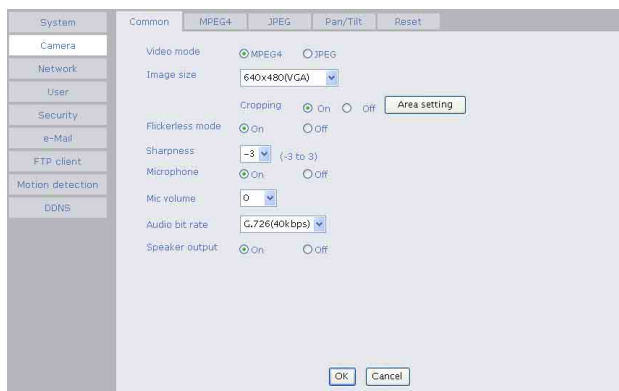 System
Camera
Network
User
Security
e-Mail
FTP client
Motion detection
DDNS
Common MPEG4 JPEG Pan/Tilt Reset
Video mode MPEG4 JPEG
Image size 640x480(VGA)
Cropping On Off Area setting
Flickerless mode On Off
Sharpness -3 (-3 to 3)
Microphone On Off
Mic volume 0
Audio bit rate G.726(40kbps)
Speaker output On Off
OK Cancel